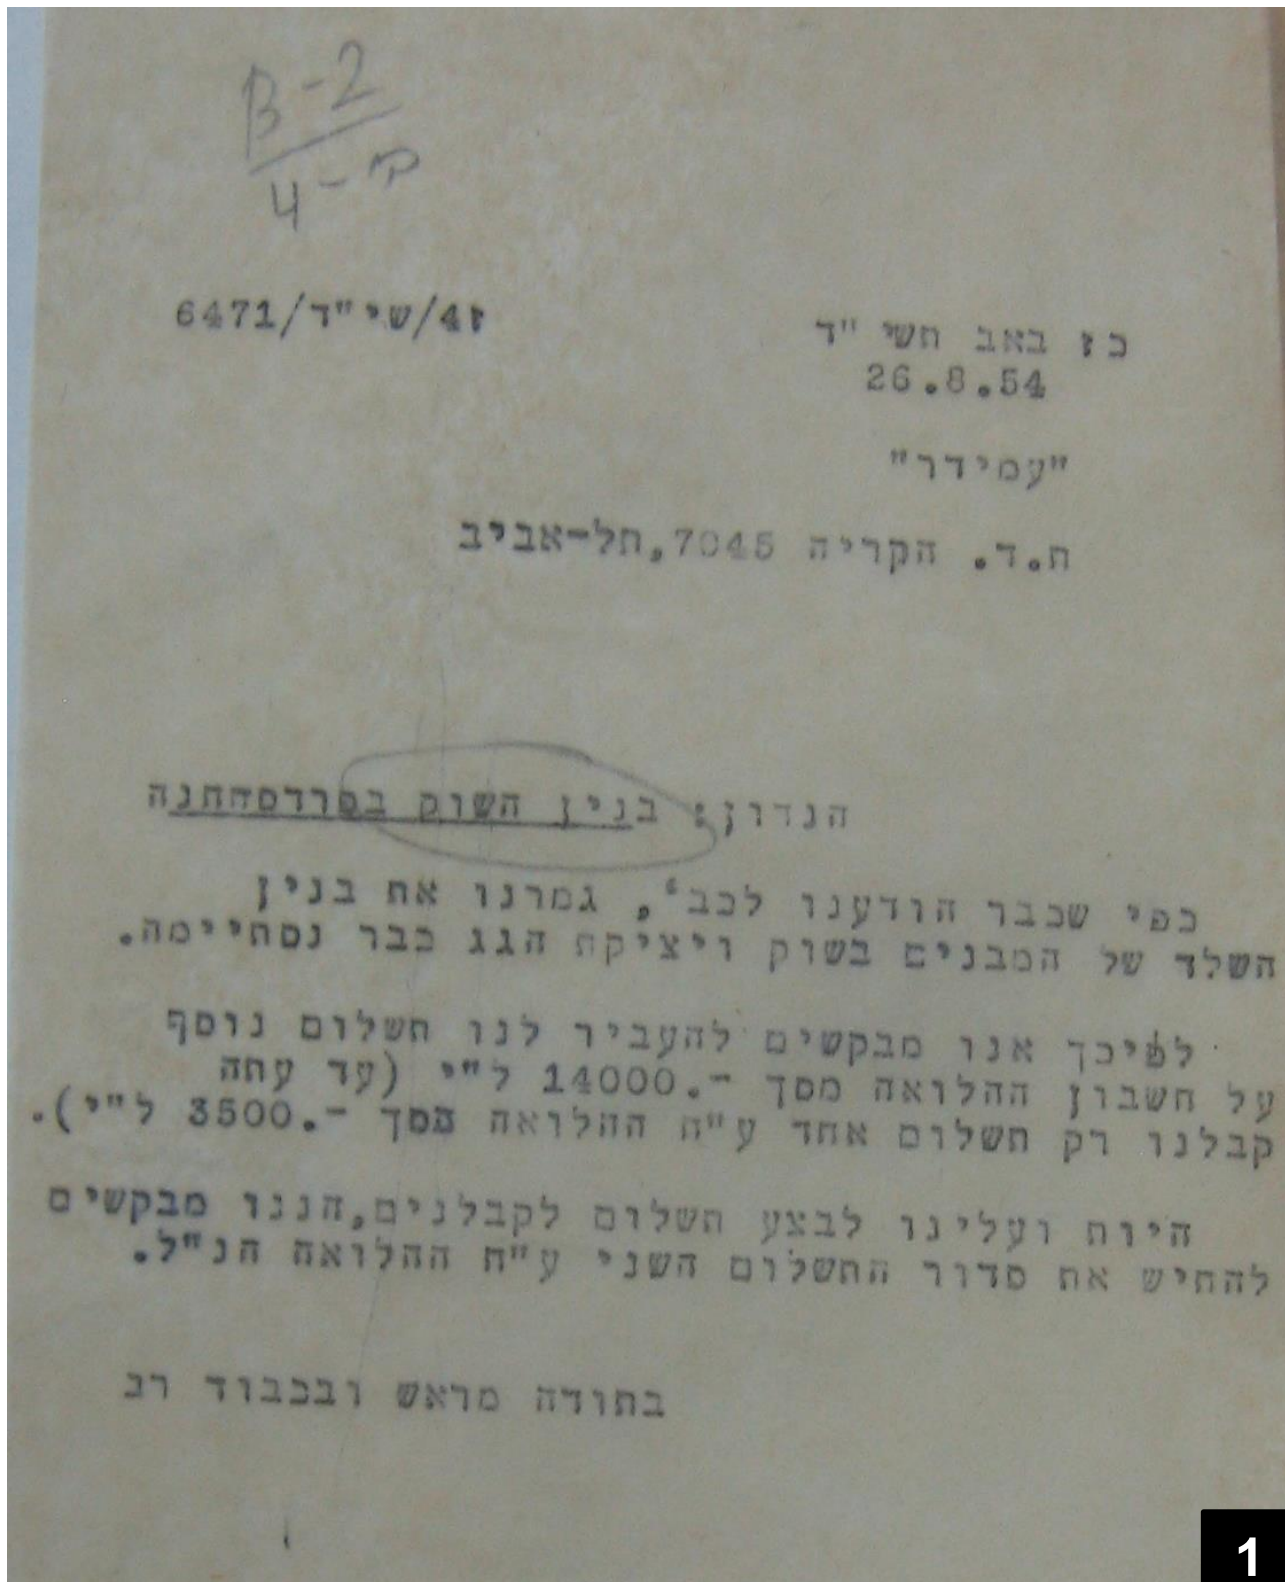 B-2
4-ק
ז4/שי"ד/6471
כז באב תשי"ד
26.8.54
"עמידר"
ת.ד. הקריה 7045,תל-אביב
הנדון: בנין השוק בפרדסחנה
כפי שכבר הודענו לכב', גמרנו את בנין
השלד של המבנים בשוק ויציקת הגג כבר נסתיימה.
לפיכך אנו מבקשים להעביר לנו תשלום נוסף
על חשבון ההלואה מסך -.14000 ל"י (עד עתה
קבלנו רק תשלום אחד ע"ח ההלואה מסך -.3500 ל"י).
היות ועלינו לבצע תשלום לקבלנים,הננו מבקשים
להחיש את סדור התשלום השני ע"ח ההלואה הנ"ל.
בתודה מראש ובכבוד רב
1